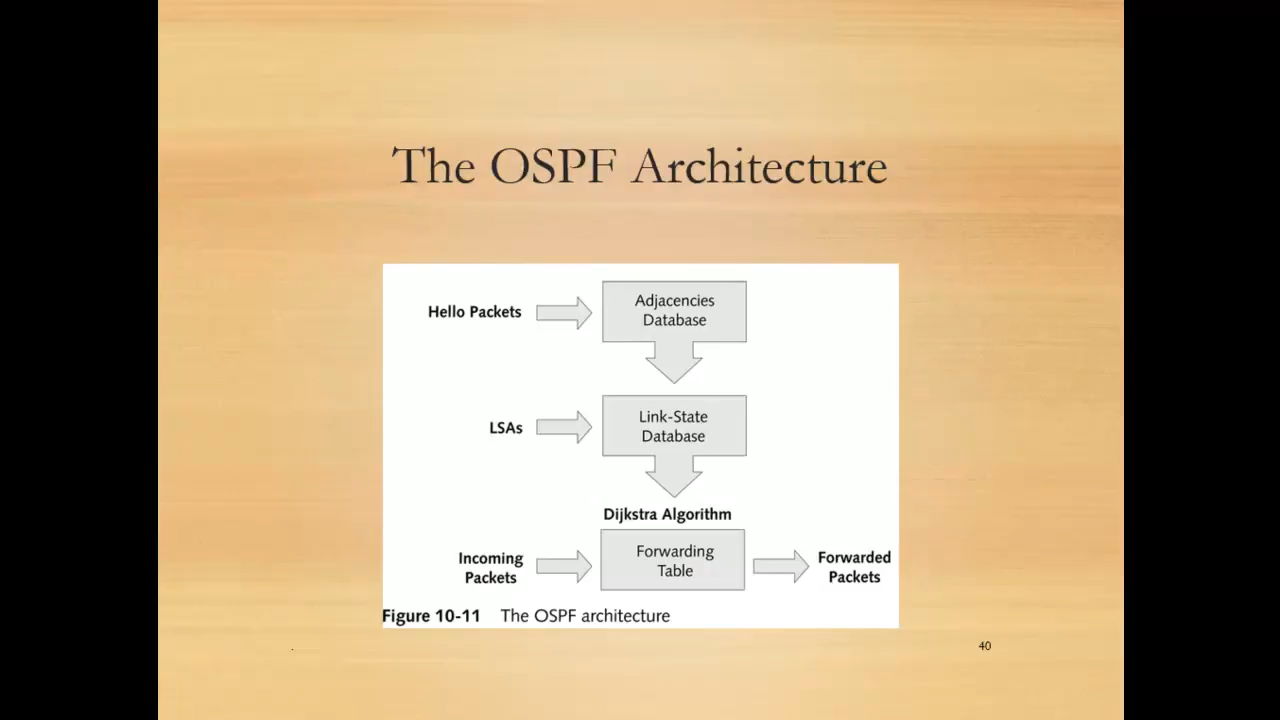 The OSPF Architecture
Hello Packets
Adjacencies
Database
LSAs
Link-State
Database
Dijkstra Algorithm
Incoming
Packets
Forwarding
Table
Forwarded
Packets
Figure 10-11 The OSPF architecture
40